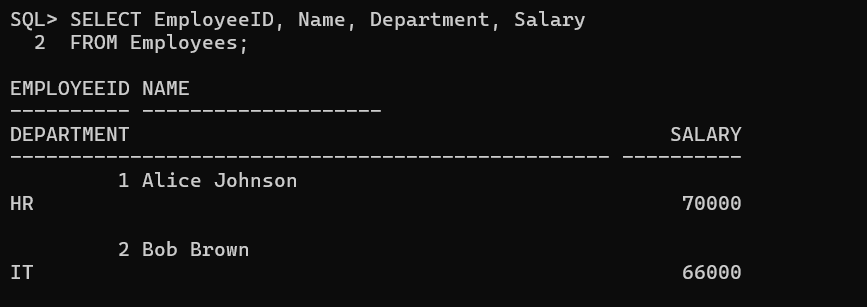 SQL> SELECT EmployeeID, Name, Department, Salary
  2  FROM Employees;

EMPLOYEEID NAME
---------- --------------------
DEPARTMENT                                             SALARY
-------------------------------------------------- ----------
         1 Alice Johnson
HR                                                      70000

         2 Bob Brown
IT                                                      66000